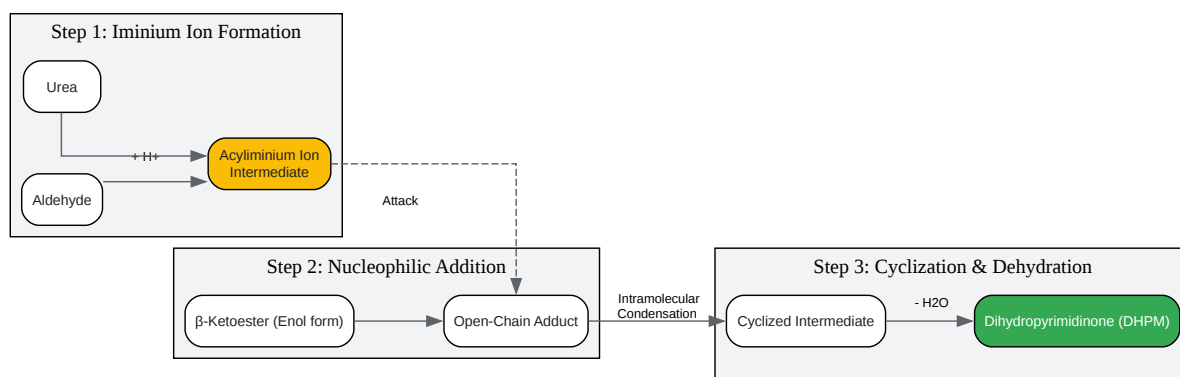 Step 1: Iminium Ion Formation
Urea
+ H+
Acyliminium Ion
Intermediate
Aldehyde
Attack
Step 2: Nucleophilic Addition
β-Ketoester (Enol form)
Open-Chain Adduct
Intramolecular
Condensation
Step 3: Cyclization & Dehydration
Cyclized Intermediate
- H2O
Dihydropyrimidinone (DHPM)